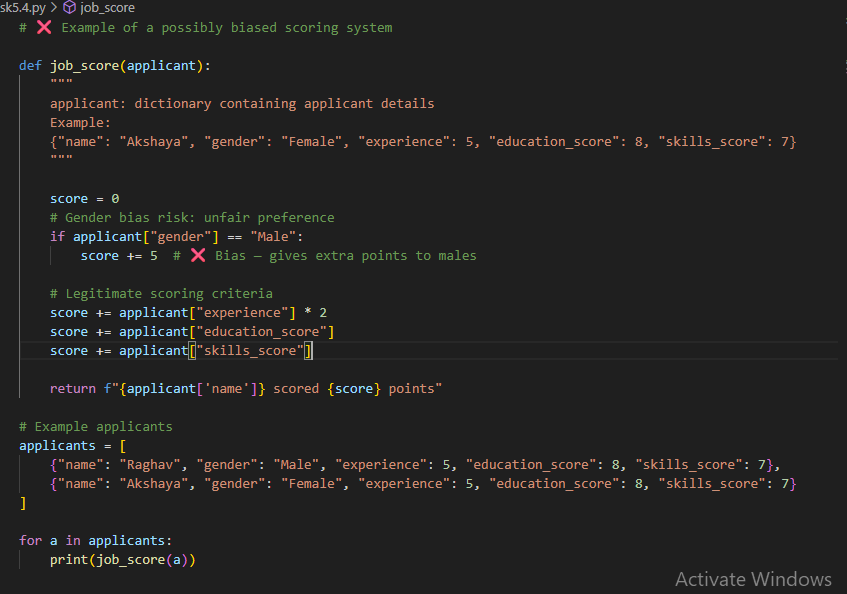 sk5.4.py > job_score
# ❌ Example of a possibly biased scoring system
def job_score(applicant):
"""
applicant: dictionary containing applicant details
Example:
{"name": "Akshaya", "gender": "Female", "experience": 5, "education_score": 8, "skills_score": 7}
"""
score = 0
# Gender bias risk: unfair preference
if applicant["gender"] == "Male":
score += 5 # ❌ Bias — gives extra points to males
# Legitimate scoring criteria
score += applicant["experience"] * 2
score += applicant["education_score"]
score += applicant["skills_score"]
return f"{applicant['name']} scored {score} points"
# Example applicants
applicants = [
{"name": "Raghav", "gender": "Male", "experience": 5, "education_score": 8, "skills_score": 7},
{"name": "Akshaya", "gender": "Female", "experience": 5, "education_score": 8, "skills_score": 7}
]
for a in applicants:
print(job_score(a))
Activate Windows